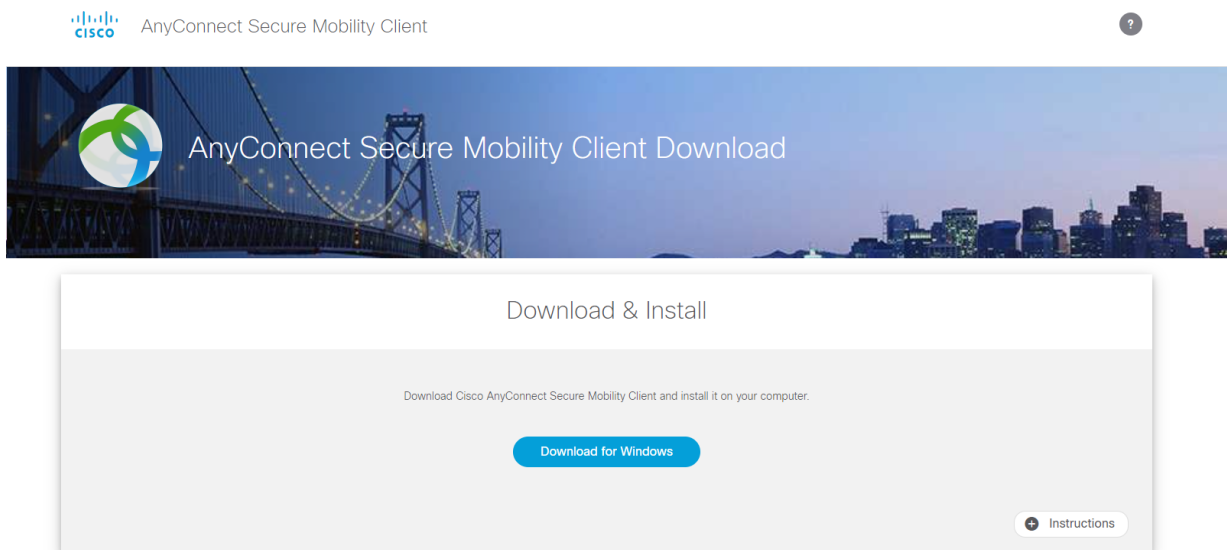 CISCO AnyConnect Secure Mobility Client ?
AnyConnect Secure Mobility Client Download
Download & Install
Download Cisco AnyConnect Secure Mobility Client and install it on your computer.
Download for Windows
Instructions